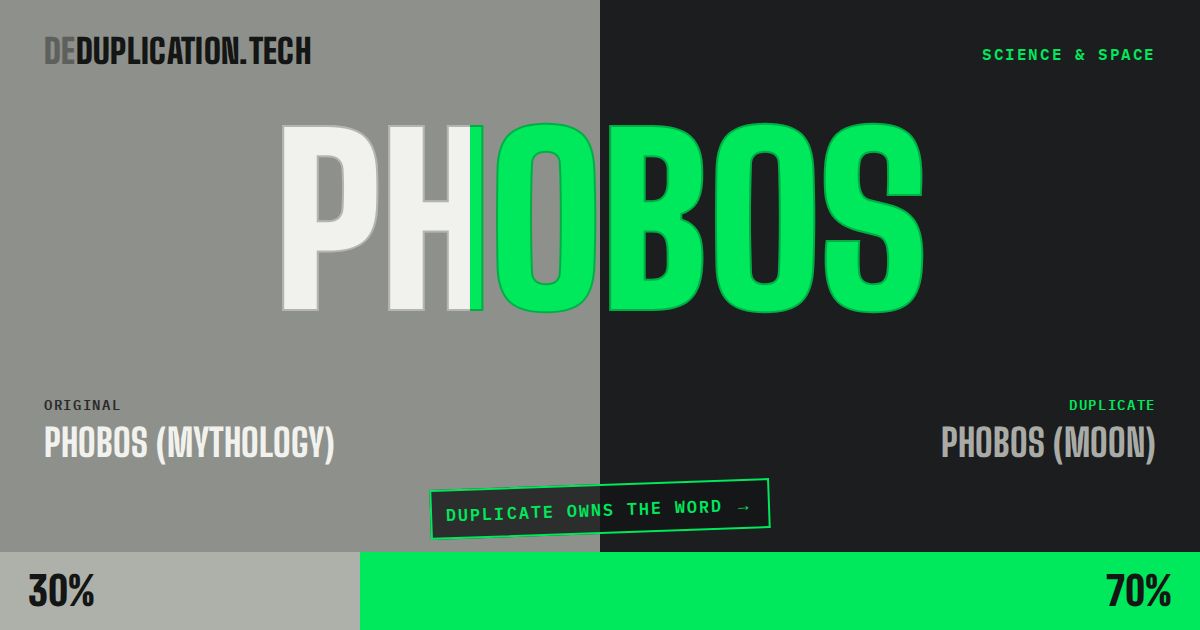 DEDUPLICATION.TECH
SCIENCE & SPACE
PHOBOS
ORIGINAL
PHOBOS (MYTHOLOGY)
DUPLICATE
PHOBOS (MOON)
DUPLICATE OWNS THE WORD →
30%
70%